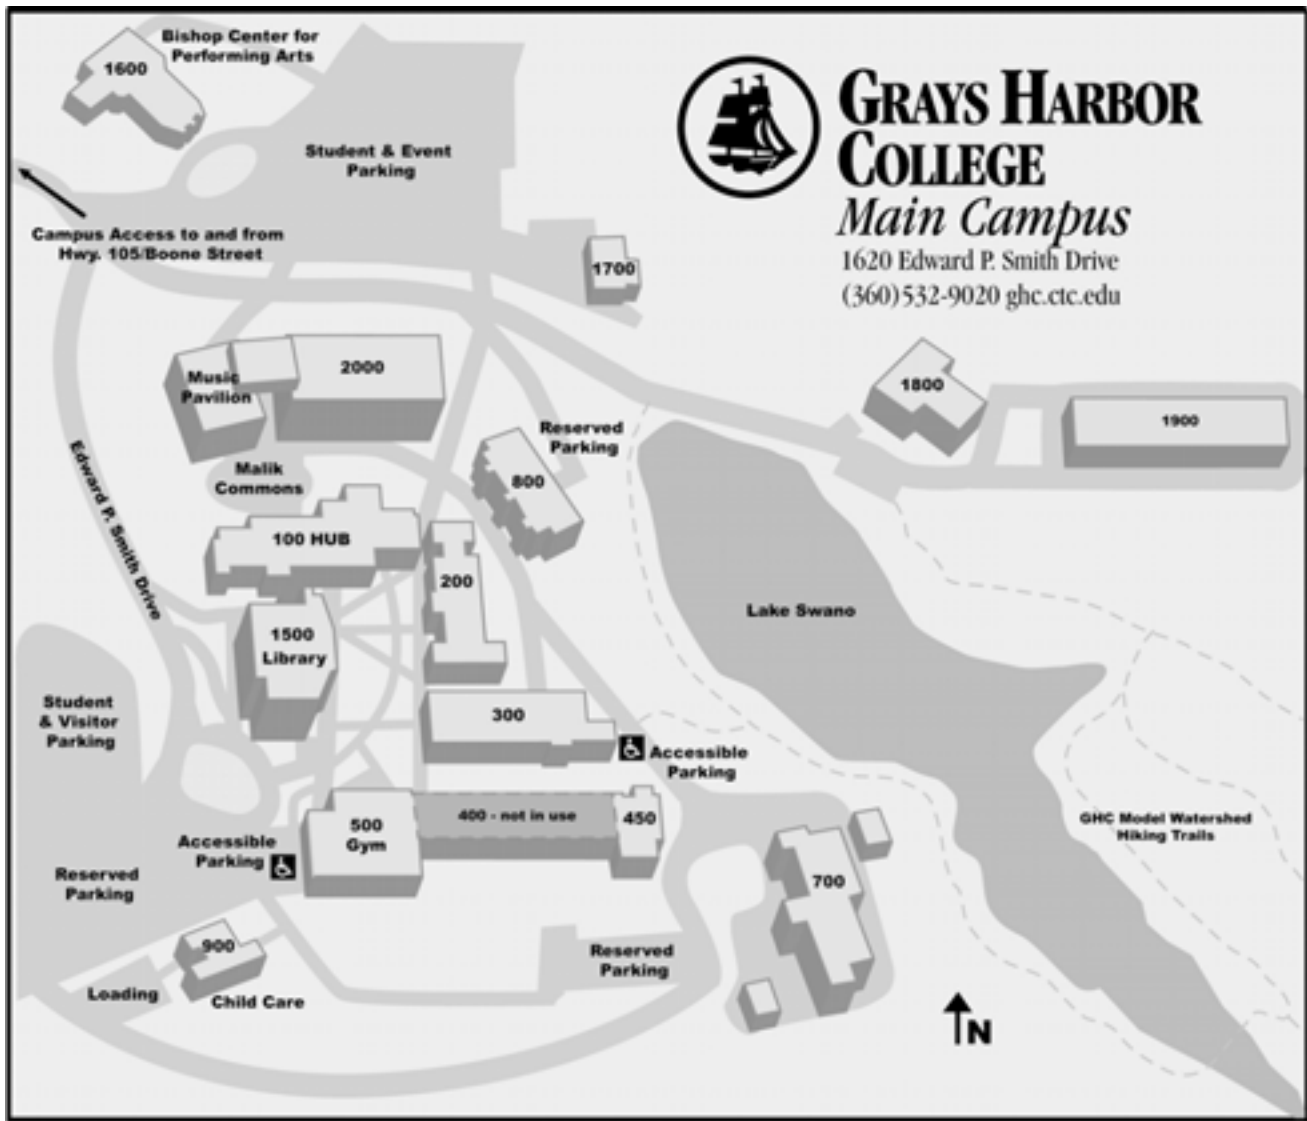 Bishop Center for
Performing Arts
1600
Student & Event
Parking
GRAYS HARBOR
COLLEGE
Main Campus
1620 Edward P. Smith Drive
(360)532-9020 ghc.ctc.edu
Campus Access to and from
Hwy. 105/Boone Street
1700
Music
Pavilion
2000
1800
1900
Reserved
Parking
800
Edward P. Smith Drive
Malik
Commons
100 HUB
200
Lake Swano
1500
Library
Student
& Visitor
Parking
300
Accessible
Parking
500
Gym
400 - not in use
450
GHC Model Watershed
Hiking Trails
Accessible
Parking
Reserved
Parking
700
900
Reserved
Parking
Loading
Child Care
N